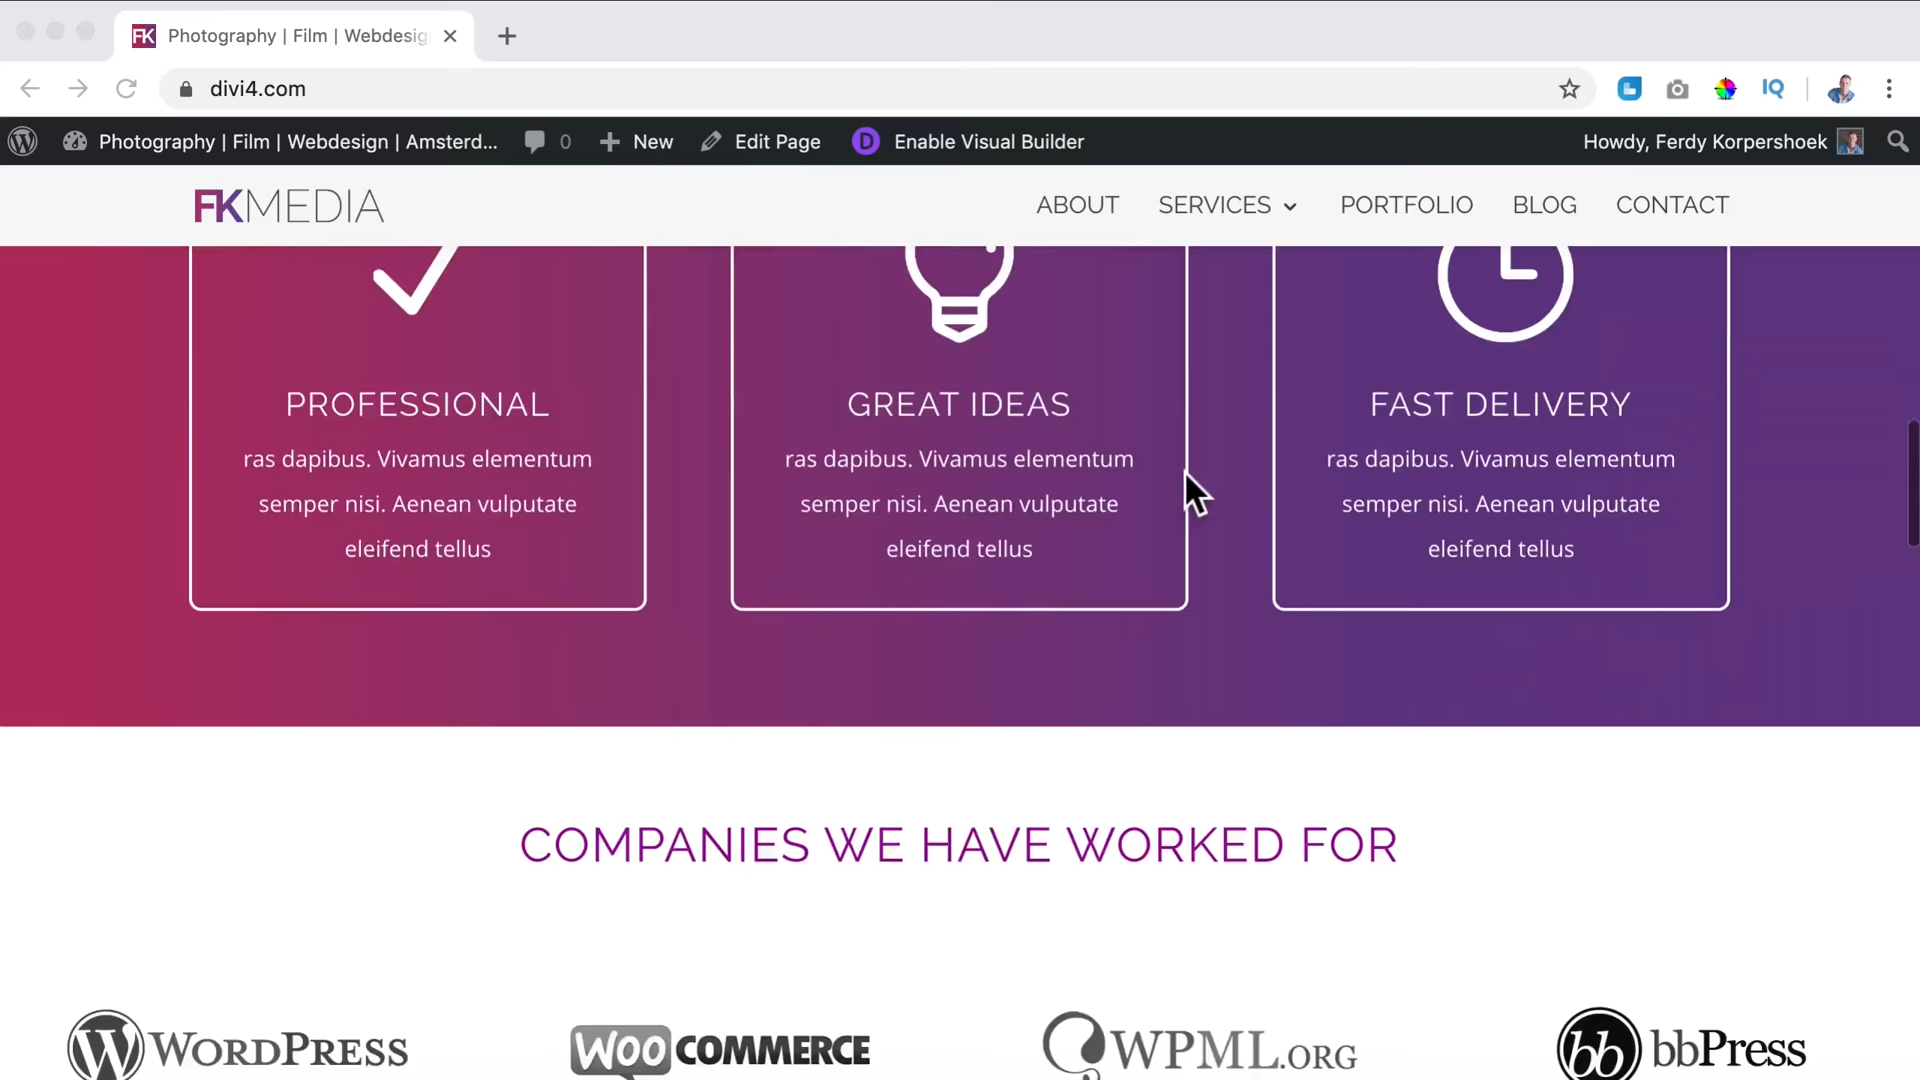 FK Photography | Film | Webdesig
divi4.com
IQ
Photography | Film | Webdesign | Amsterd... 0 New Edit Page D Enable Visual Builder Howdy, Ferdy Korpershoek
FKMEDIA ABOUT SERVICES PORTFOLIO BLOG CONTACT
PROFESSIONAL
ras dapibus. Vivamus elementum
semper nisi. Aenean vulputate
eleifend tellus
GREAT IDEAS
ras dapibus. Vivamus elementum
semper nisi. Aenean vulputate
eleifend tellus
FAST DELIVERY
ras dapibus. Vivamus elementum
semper nisi. Aenean vulputate
eleifend tellus
COMPANIES WE HAVE WORKED FOR
W WORDPRESS WOO COMMERCE WPML.ORG bb bbPress